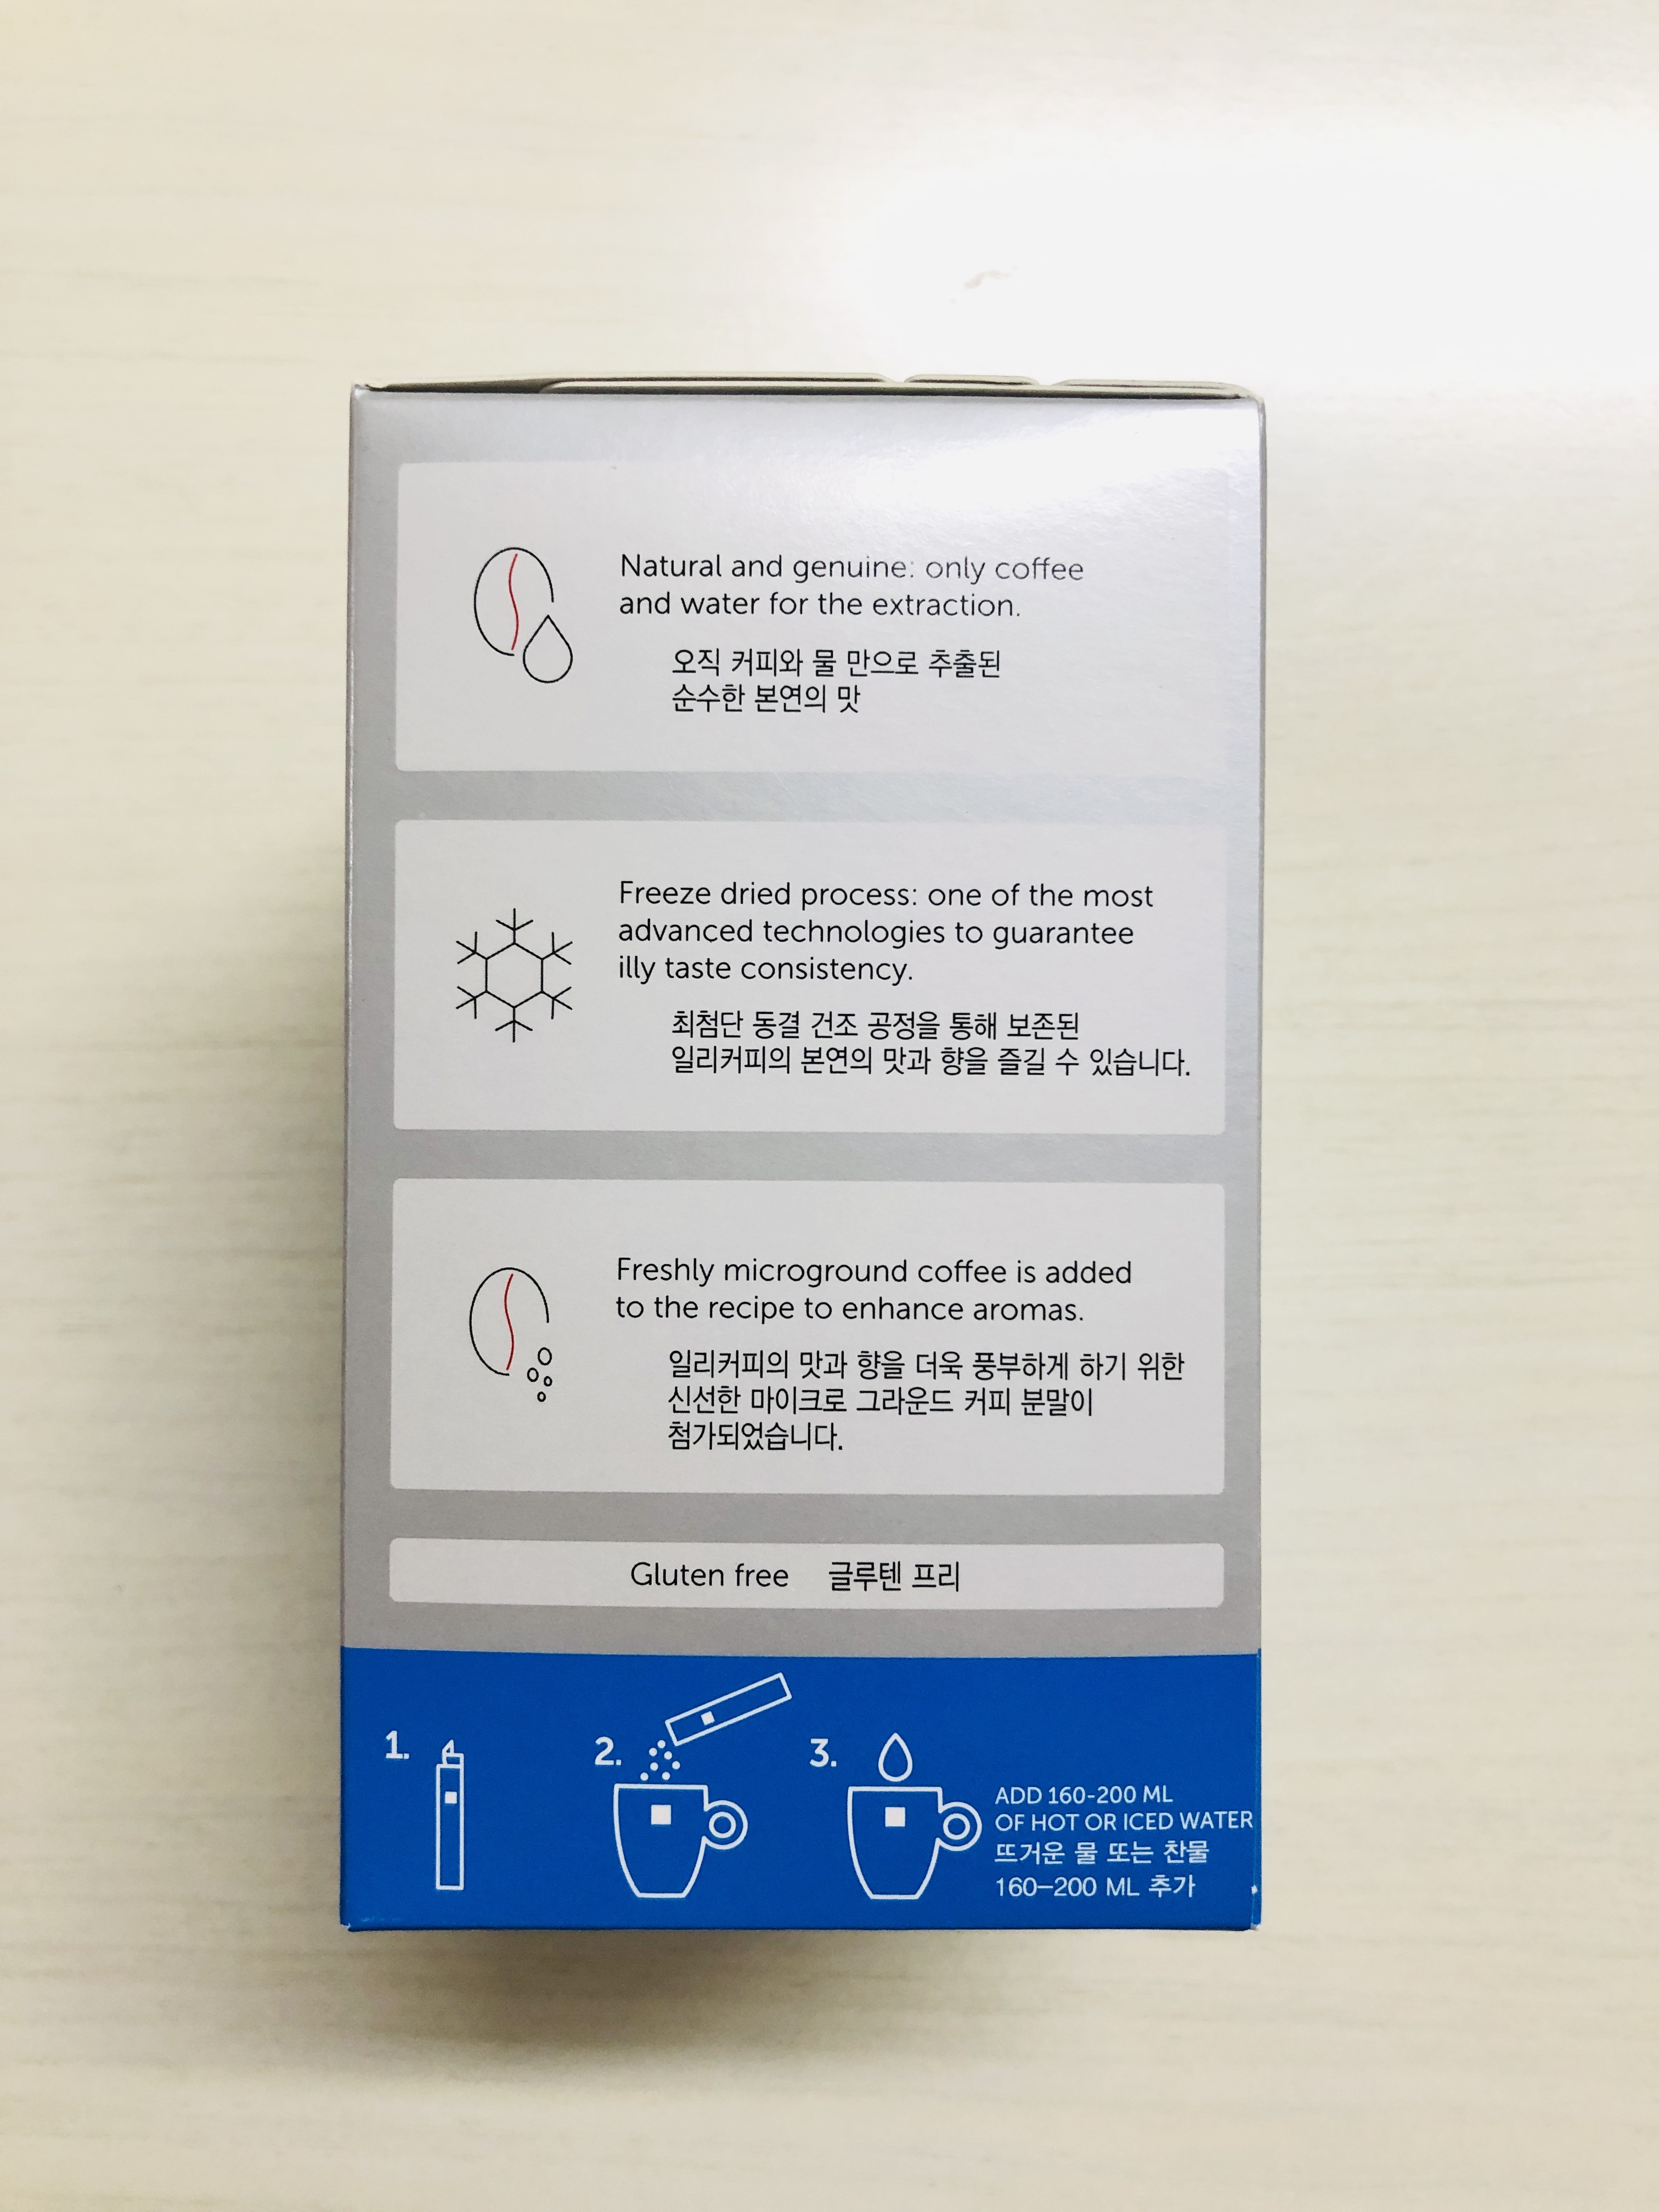 Natural and genuine: only coffee
and water for the extraction.
오직 커피와 물 만으로 추출된
순수한 본연의 맛
Freeze dried process: one of the most
advanced technologies to guarantee
illy taste consistency.
최첨단 동결 건조 공정을 통해 보존된
일리커피의 본연의 맛과 향을 즐길 수 있습니다.
Freshly microground coffee is added
to the recipe to enhance aromas.
일리커피의 맛과 향을 더욱 풍부하게 하기 위한
신선한 마이크로 그라운드 커피 분말이
첨가되었습니다.
Gluten free 글루텐 프리
1.
2.
3.
ADD 160-200 ML
OF HOT OR ICED WATER
뜨거운 물 또는 찬물
160-200 ML 추가